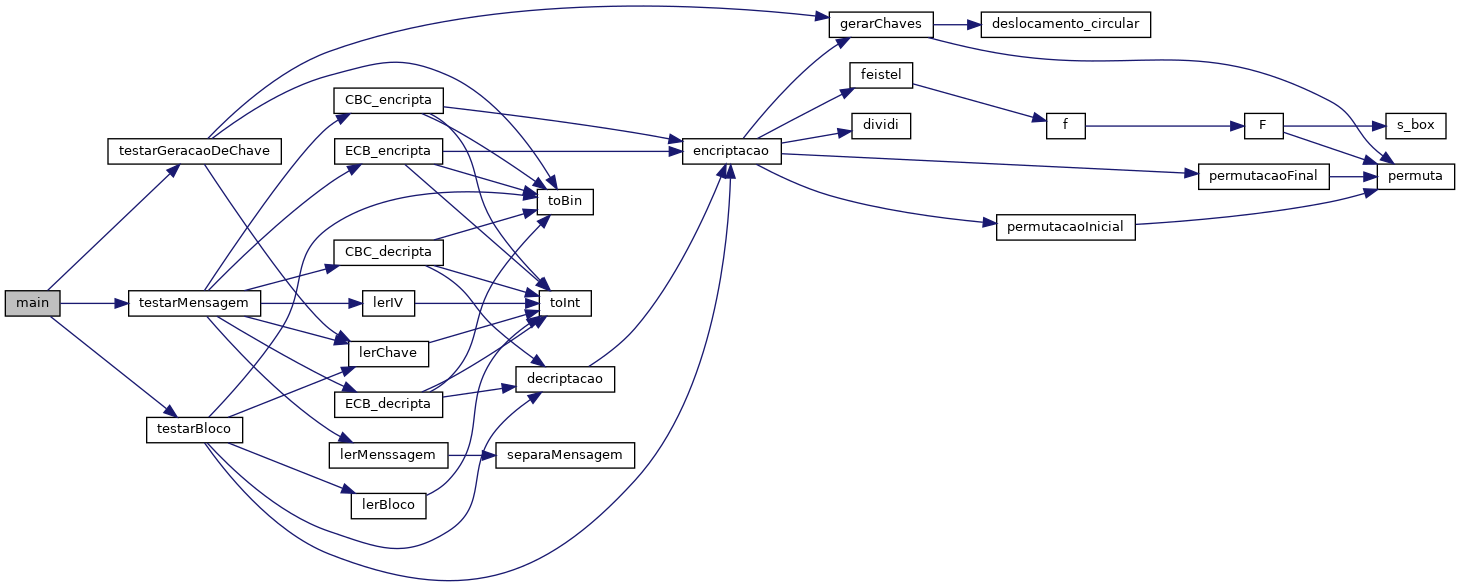 main
testarGeracaoDeChave
testarMensagem
testarBloco
CBC_encripta
ECB_encripta
CBC_decripta
lerIV
lerChave
ECB_decripta
lerMenssagem
lerBloco
toBin
toInt
decriptacao
separaMensagem
encriptacao
gerarChaves
feistel
dividi
deslocamento_circular
f
permutacaoInicial
F
permutacaoFinal
s_box
permuta